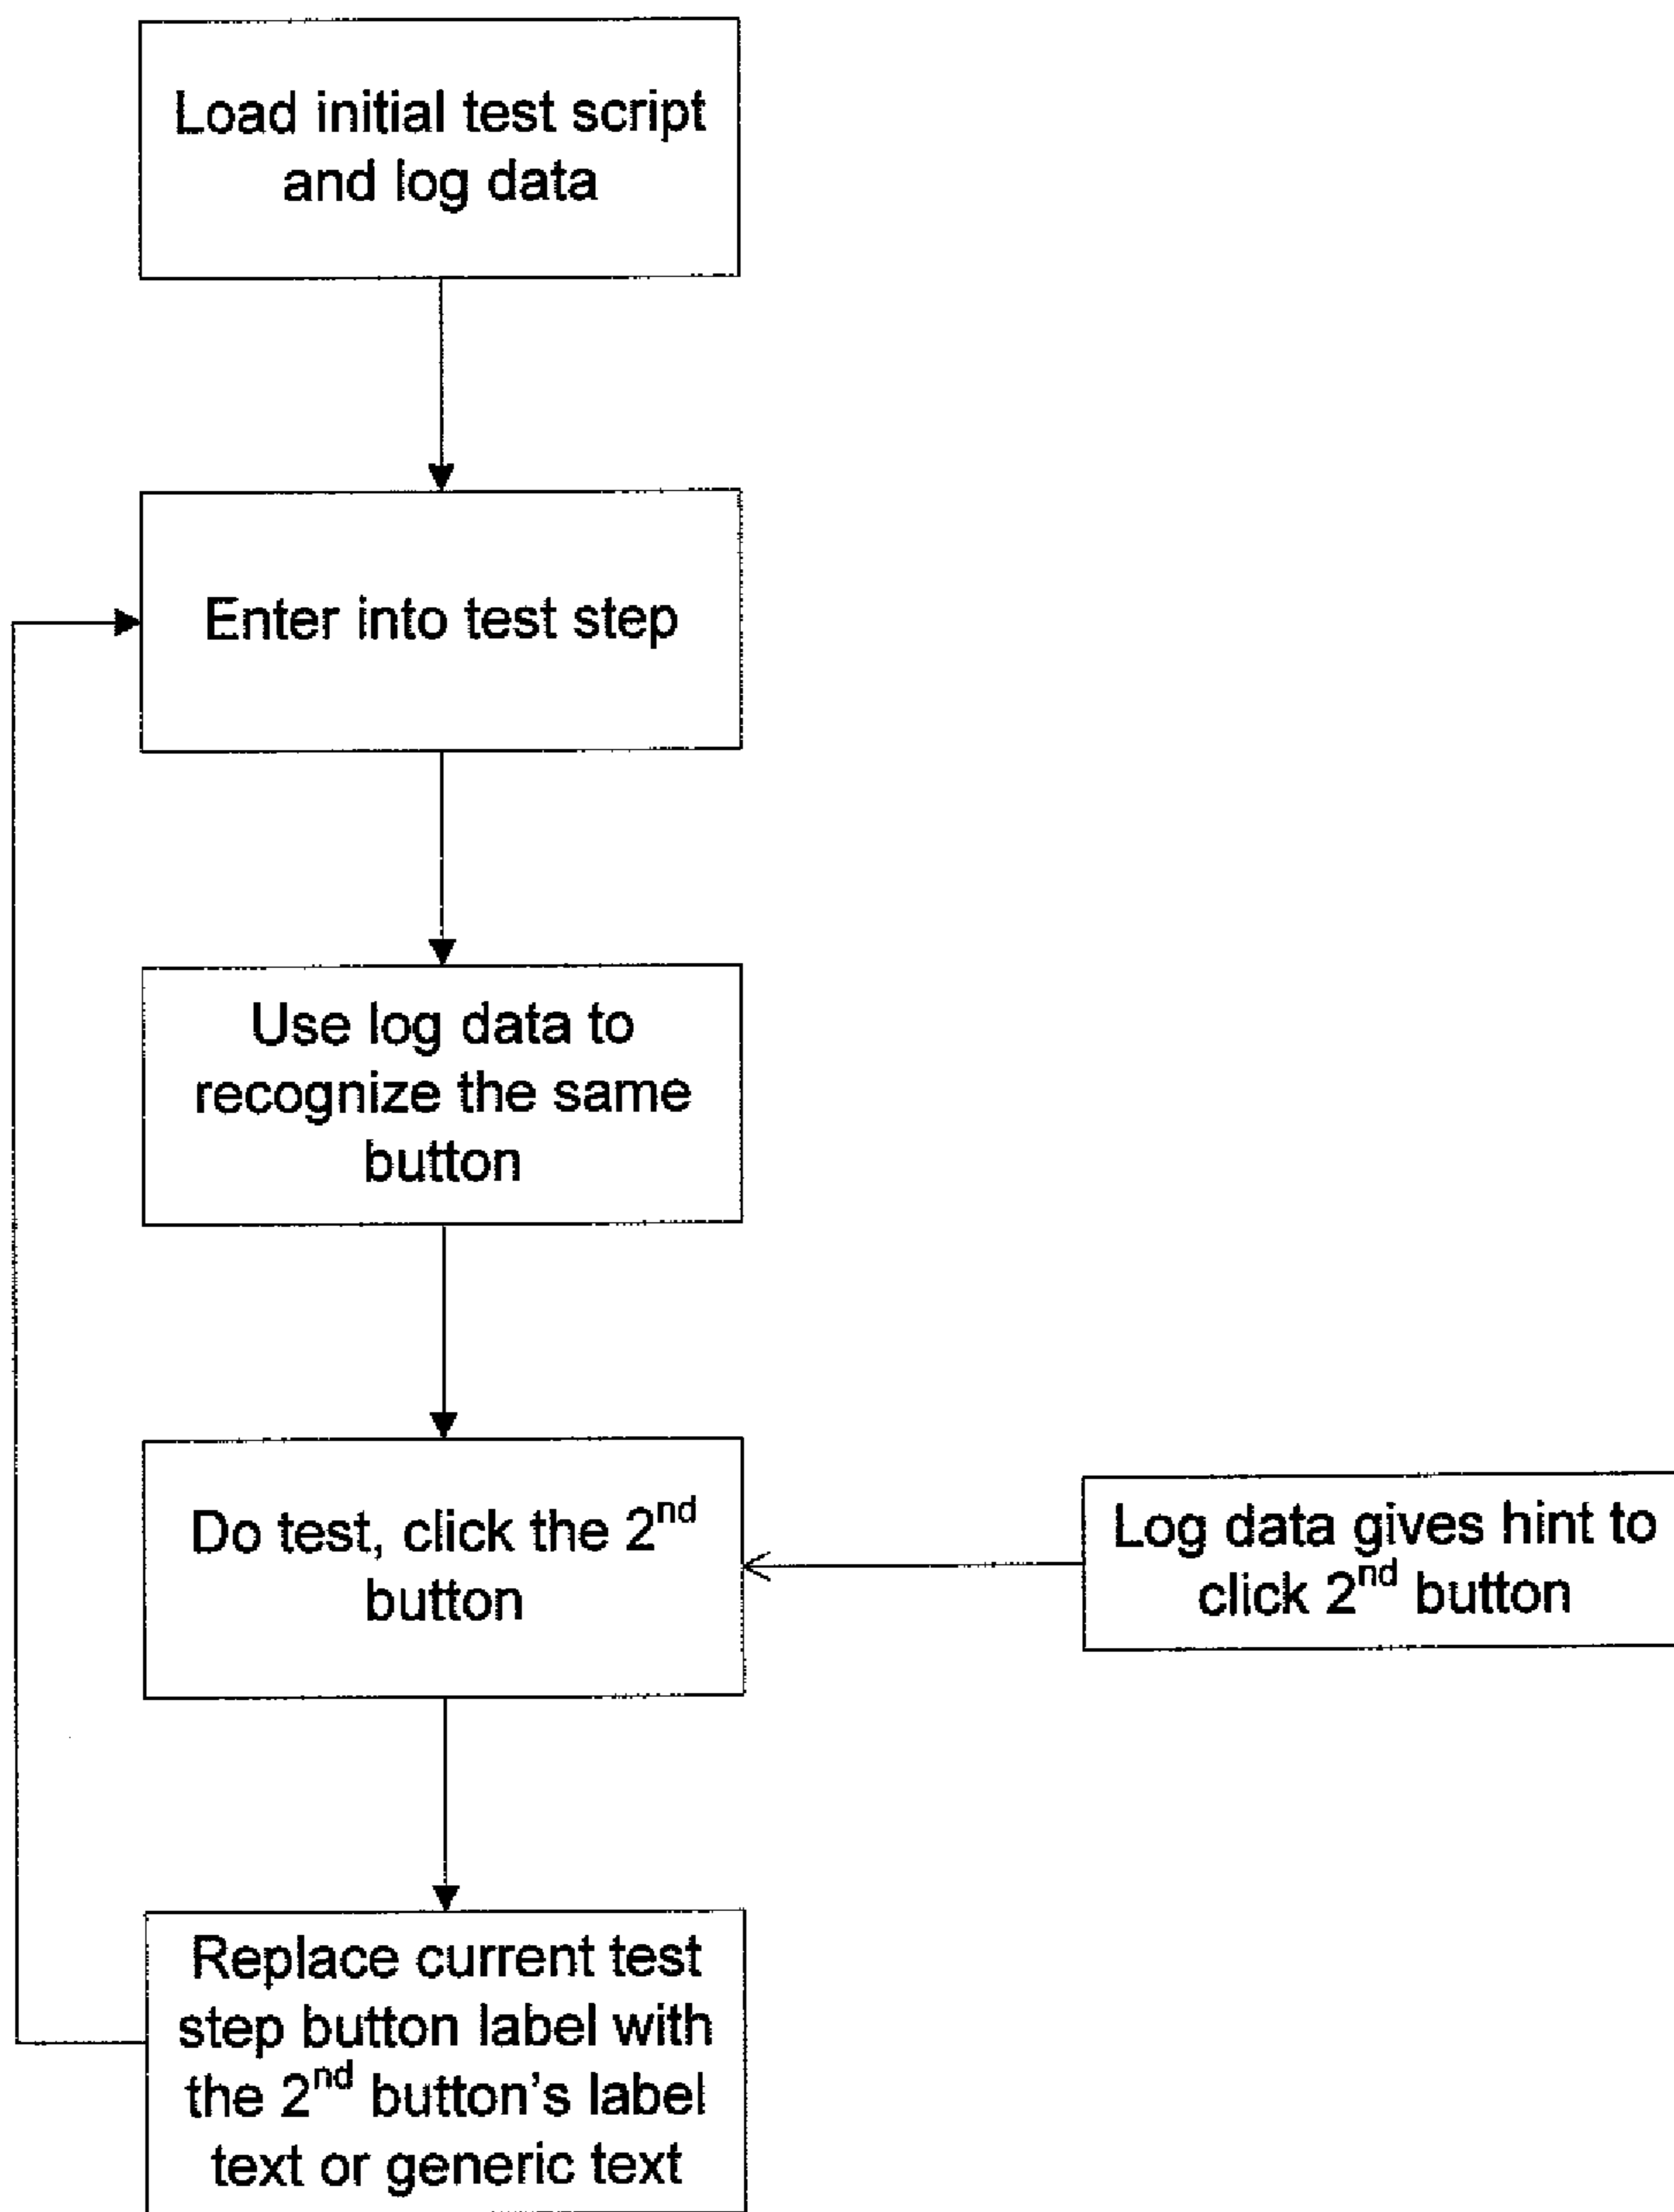 Load initial test script
and log data
Enter into test step
Use log data to
recognize the same
button
Do test, click the 2nd
button
Log data gives hint to
click 2nd button
Replace current test
step button label with
the 2nd button's label
text or generic text